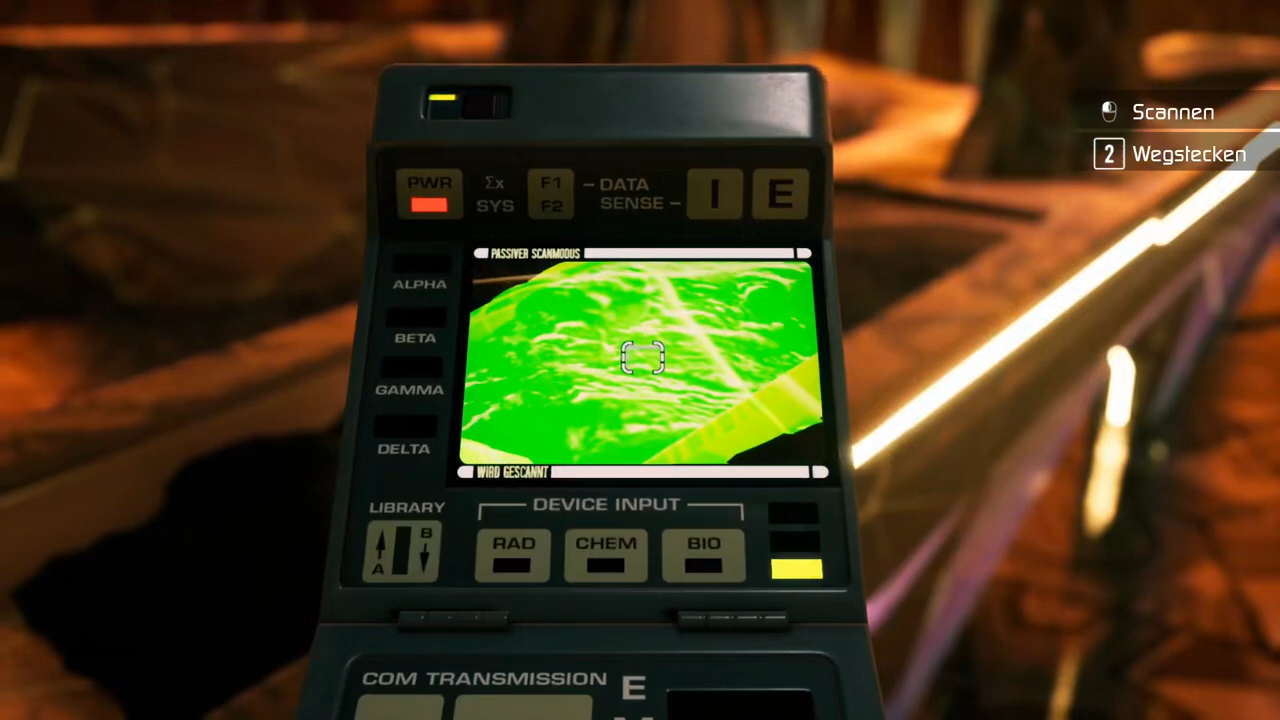 Scannen
2 Wegstecken
PWR
Σx
SYS
F1
F2
DATA
SENSE
I
E
PASSIVER SCANMODUS
ALPHA
BETA
GAMMA
DELTA
WIRD GESCANNT
LIBRARY
A
B
DEVICE INPUT
RAD
CHEM
BIO
COM TRANSMISSION
E